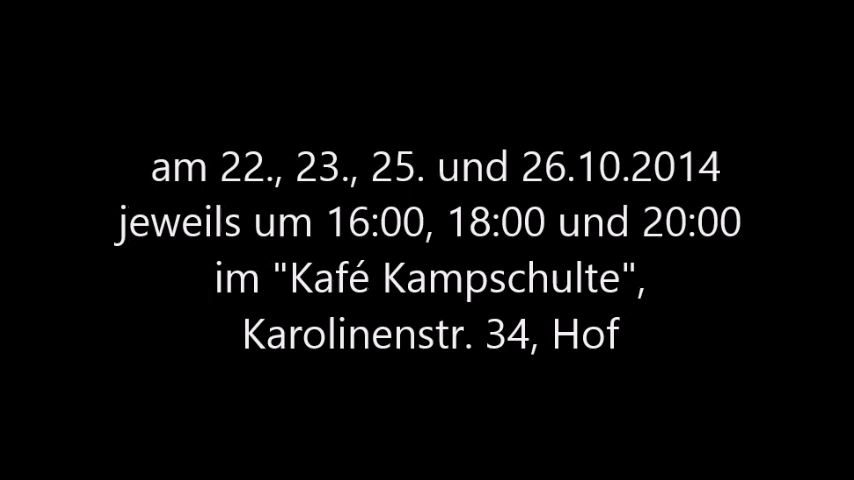 am 22., 23., 25. und 26.10.2014
jeweils um 16:00, 18:00 und 20:00
im "Kafé Kampschulte",
Karolinenstr. 34, Hof